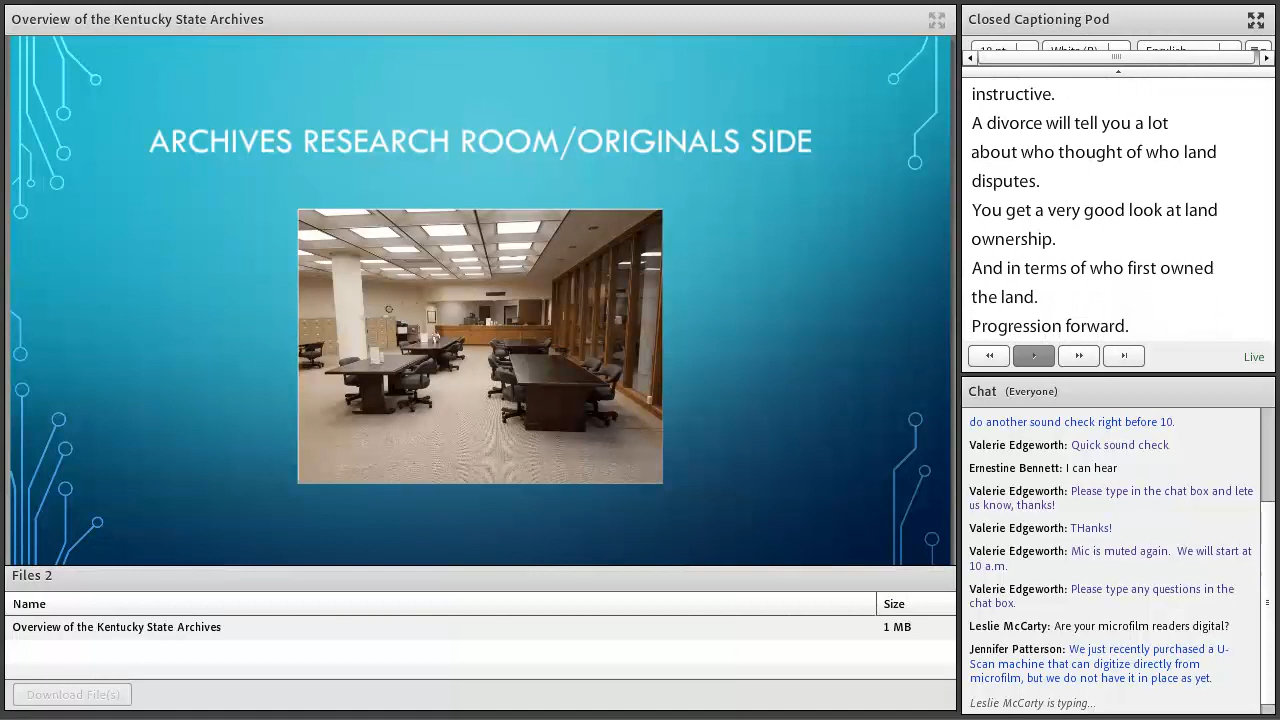 Overview of the Kentucky State Archives
ARCHIVES RESEARCH ROOM/ORIGINALS SIDE
Files 2
Name Size
Overview of the Kentucky State Archives 1 MB
Download File(s)
Closed Captioning Pod
instructive.
A divorce will tell you a lot
about who thought of who land
disputes.
You get a very good look at land
ownership.
And in terms of who first owned
the land.
Progression forward.
Live
Chat (Everyone)
do another sound check right before 10.
Valerie Edgeworth: Quick sound check.
Ernestine Bennett: I can hear
Valerie Edgeworth: Please type in the chat box and lete
us know, thanks!
Valerie Edgeworth: THanks!
Valerie Edgeworth: Mic is muted again. We will start at
10 a.m.
Valerie Edgeworth: Please type any questions in the
chat box.
Leslie McCarty: Are your microfilm readers digital?
Jennifer Patterson: We just recently purchased a U-
Scan machine that can digitize directly from
microfilm, but we do not have it in place as yet.
Leslie McCarty is typing...